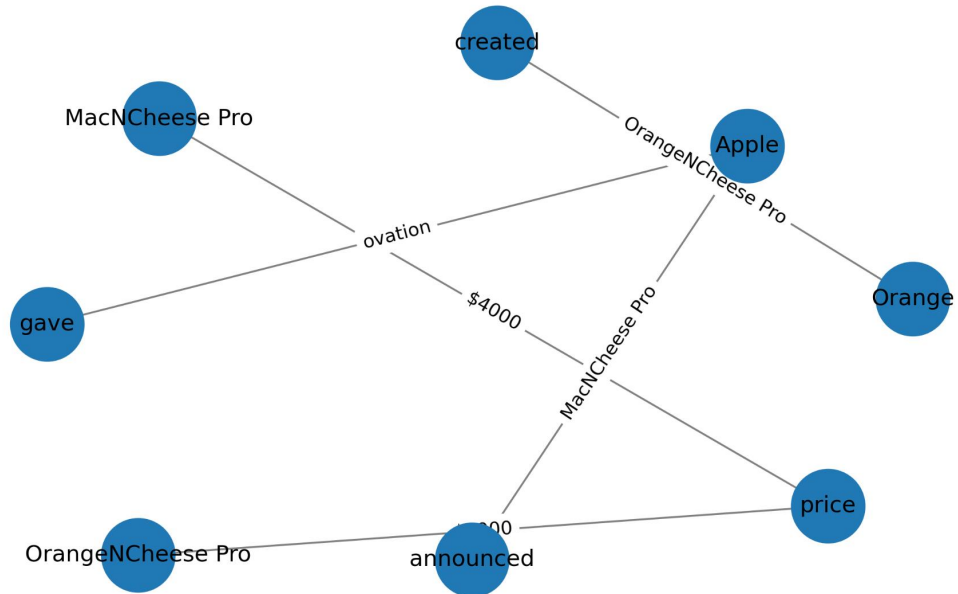 created
MacNCheese Pro
OrangeNCheese Pro
Apple
ovation
Orange
$4000
gave
MacNCheese Pro
price
OrangeNCheese Pro
announced